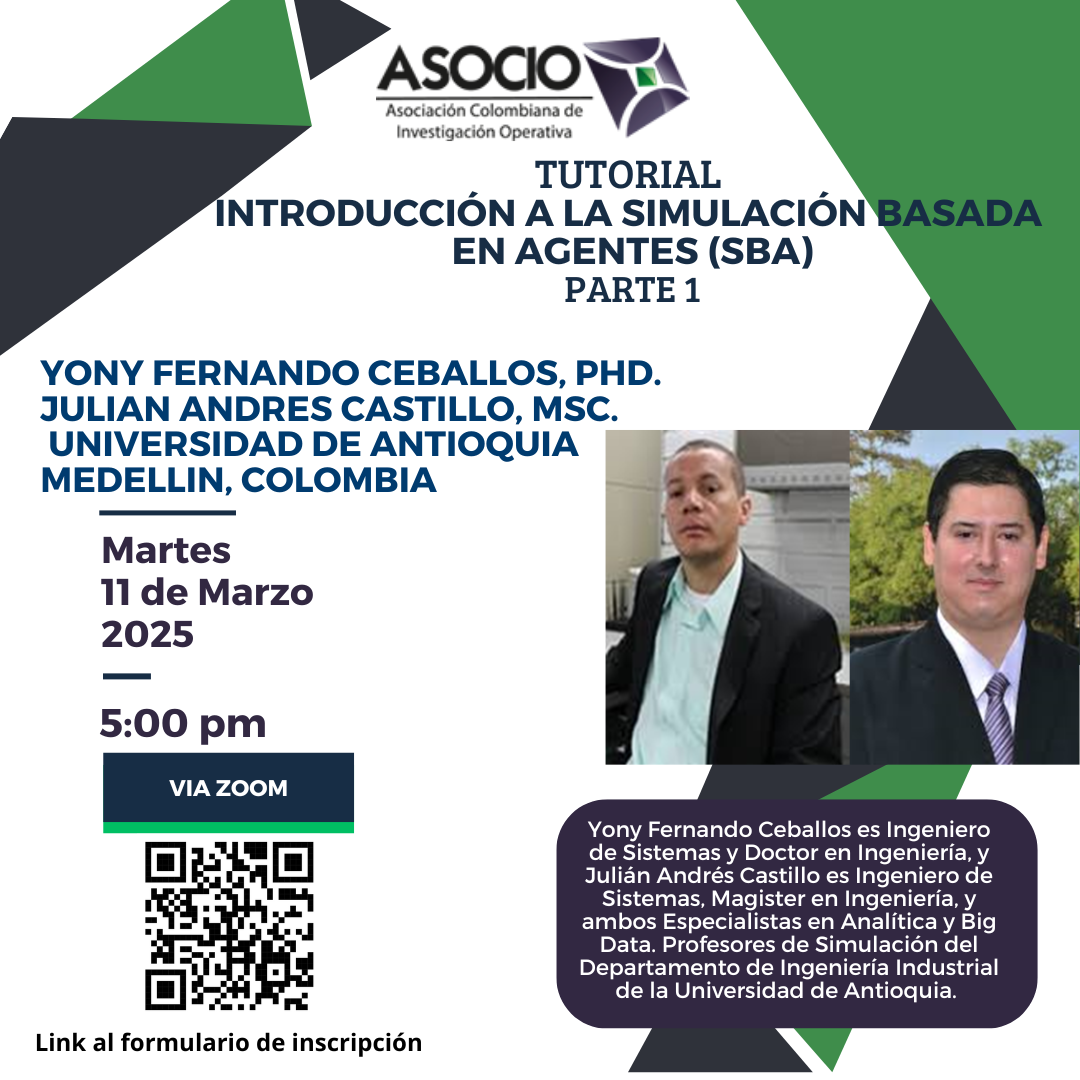 ASOCIO
Asociación Colombiana de
Investigación Operativa
TUTORIAL
INTRODUCCIÓN A LA SIMULACIÓN BASADA
EN AGENTES (SBA)
PARTE 1
YONY FERNANDO CEBALLOS, PHD.
JULIAN ANDRES CASTILLO, MSC.
UNIVERSIDAD DE ANTIOQUIA
MEDELLIN, COLOMBIA
Martes
11 de Marzo
2025
5:00 pm
VIA ZOOM
Link al formulario de inscripción
Yony Fernando Ceballos es Ingeniero
de Sistemas y Doctor en Ingeniería, y
Julián Andrés Castillo es Ingeniero de
Sistemas, Magister en Ingeniería, y
ambos Especialistas en Analítica y Big
Data. Profesores de Simulación del
Departamento de Ingeniería Industrial
de la Universidad de Antioquia.